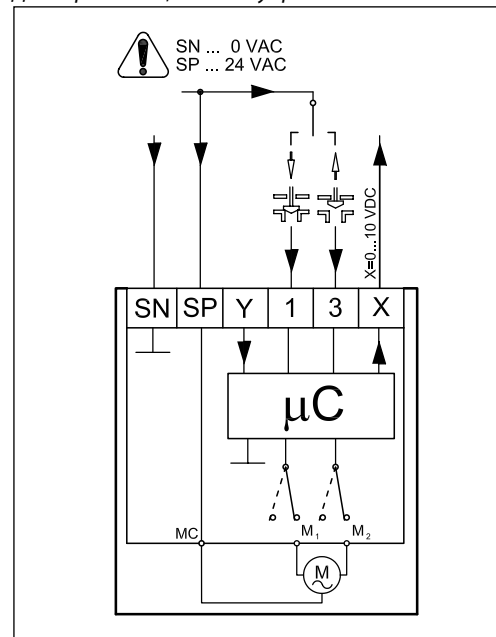 SN ... 0 VAC
SP ... 24 VAC
X=0...10 VDC
SN SP Y 1 3 X
μC
MC M₁ M₂
M